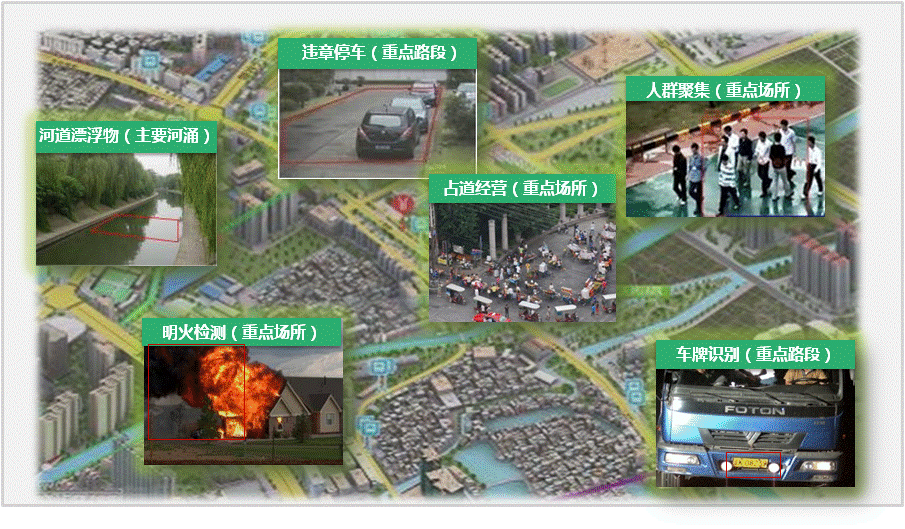 违章停车（重点路段）
人群聚集（重点场所）
河道漂浮物（主要河涌）
占道经营（重点场所）
明火检测（重点场所）
车牌识别（重点路段）
FOTON